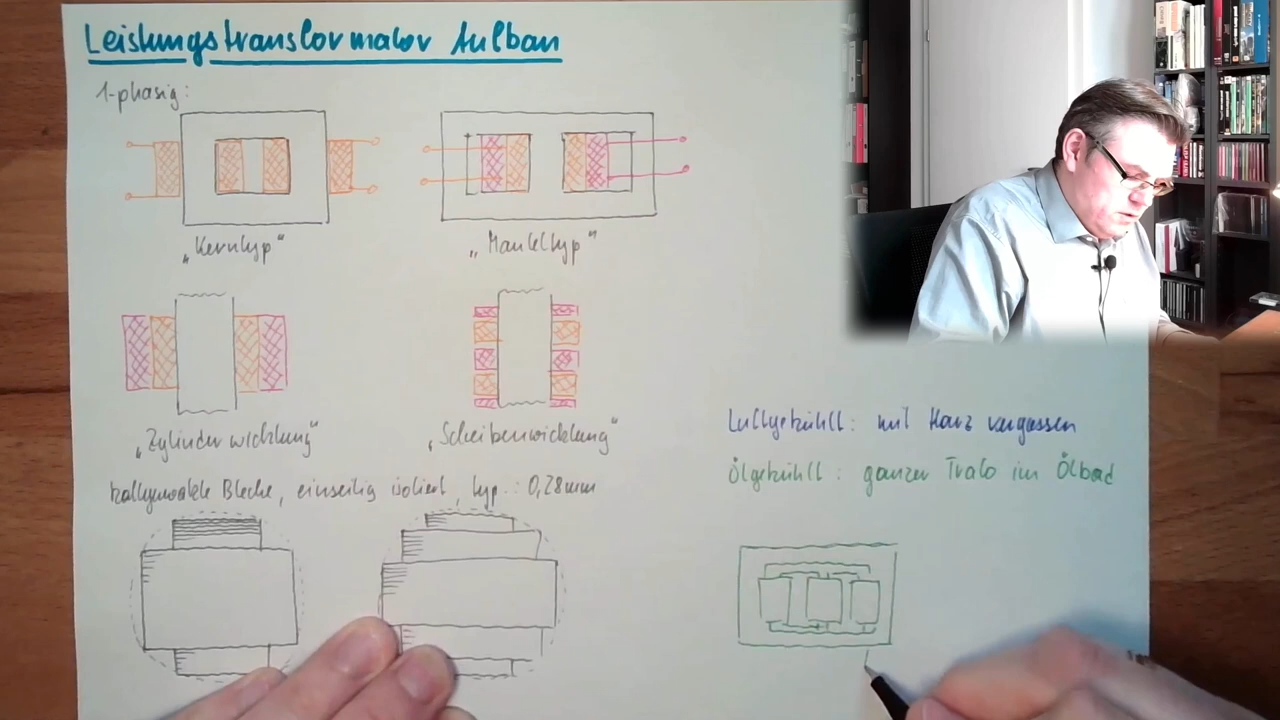 Leistungstransformator Aufbau
1-phasig:
„Kerntyp“
„Manteltyp“
„Zylinderwicklung“
„Scheibenwicklung“
kaltgewalzte Bleche, einseitig isoliert, typ.: 0,28mm
Luftgekühlt: mit Harz vergossen
Ölgekühlt: ganzer Trafo im Ölbad